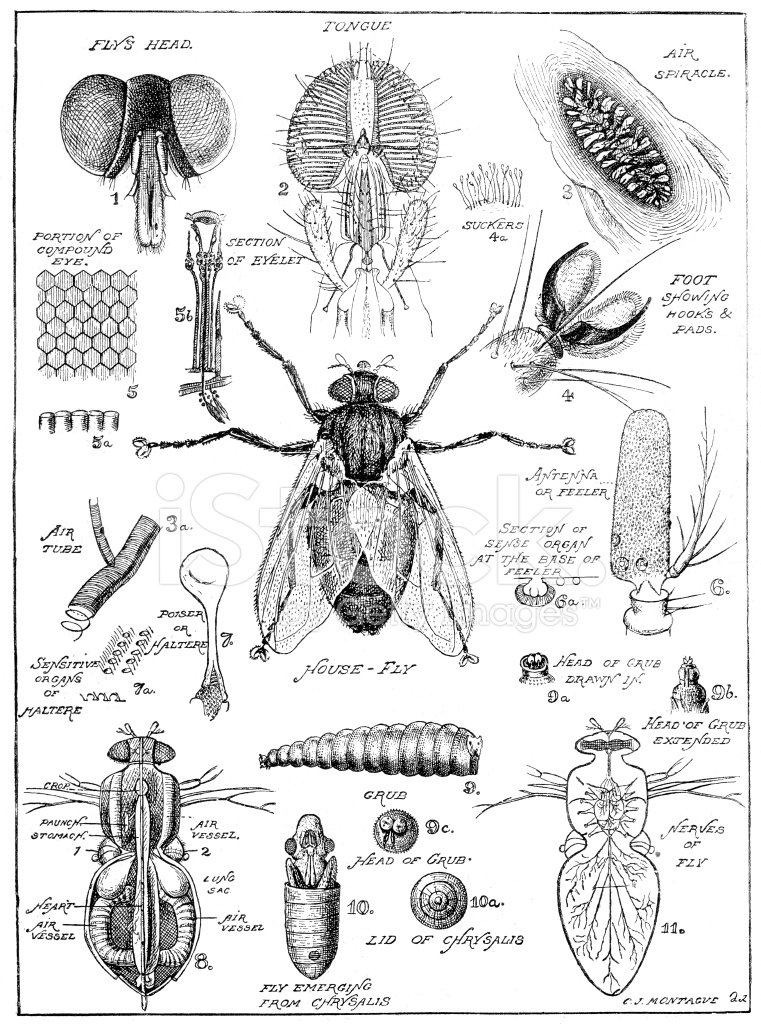 FLY'S HEAD.
1
TONGUE
2
AIR
SPIRACLE.
3
SUCKERS
4a
FOOT
SHOWING
HOOKS &
PADS.
4
PORTION OF
COMPOUND
EYE.
5
5a
SECTION
OF EYELET
5b
iStock
Getty Images™
ANTENNA
OR FEELER
SECTION OF
SENSE ORGAN
AT THE BASE OF
FEELER
6a
6.
AIR
TUBE
3a.
POISER
OR
HALTERE
7.
SENSITIVE
ORGANS
OF
HALTERE
7a.
HOUSE-FLY
HEAD OF GRUB
DRAWN IN.
9a
9b.
HEAD OF GRUB
EXTENDED
9.
GRUB
9c.
HEAD OF GRUB.
CROP
PAUNCH
STOMACH.
AIR
VESSEL.
1
2
LUNG
SAC.
HEART
AIR
VESSEL
AIR
VESSEL
8.
10.
FLY EMERGING
FROM CHRYSALIS
10a.
LID OF CHRYSALIS
NERVES
OF
FLY
11.
C.J. MONTAGUE